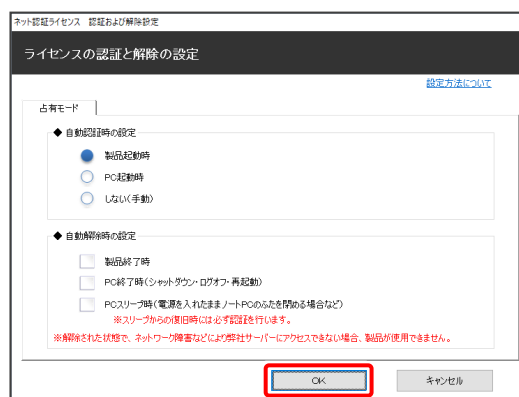 ネット認証ライセンス 認証および解除設定
ライセンスの認証と解除の設定
設定方法について
占有モード
◆ 自動認証時の設定
製品起動時
PC起動時
しない(手動)
◆ 自動解除時の設定
製品終了時
PC終了時(シャットダウン・ログオフ・再起動)
PCスリープ時(電源を入れたままノートPCのふたを閉める場合など)
※スリープからの復旧時には必ず認証を行います。
※解除された状態で、ネットワーク障害などにより弊社サーバーにアクセスできない場合、製品が使用できません。
OK
キャンセル